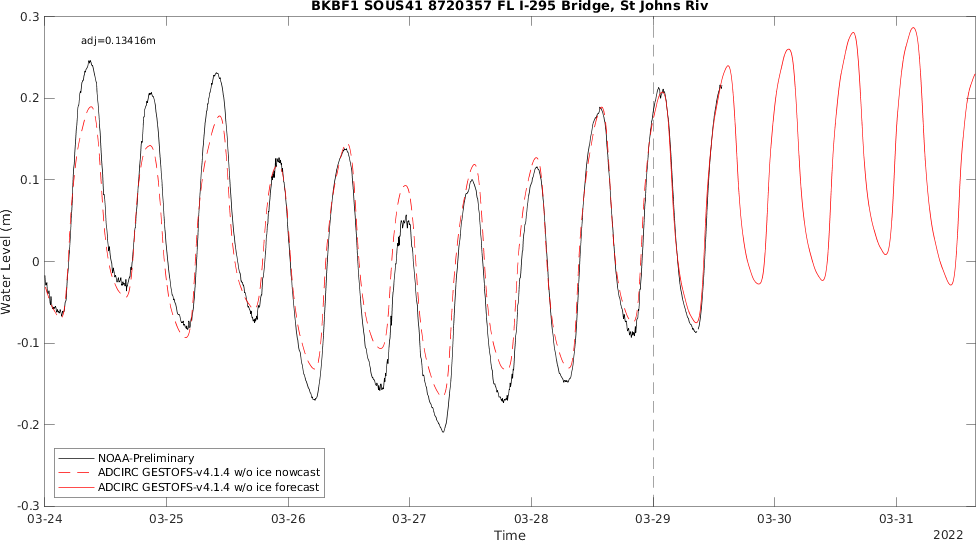 BKBF1 SOUS41 8720357 FL I-295 Bridge, St Johns Riv
adj=0.13416m
0.3
0.2
0.1
0
-0.1
-0.2
-0.3
Water Level (m)
NOAA-Preliminary
ADCIRC GESTOFS-v4.1.4 w/o ice nowcast
ADCIRC GESTOFS-v4.1.4 w/o ice forecast
03-24 03-25 03-26 03-27 03-28 03-29 03-30 03-31
Time
2022